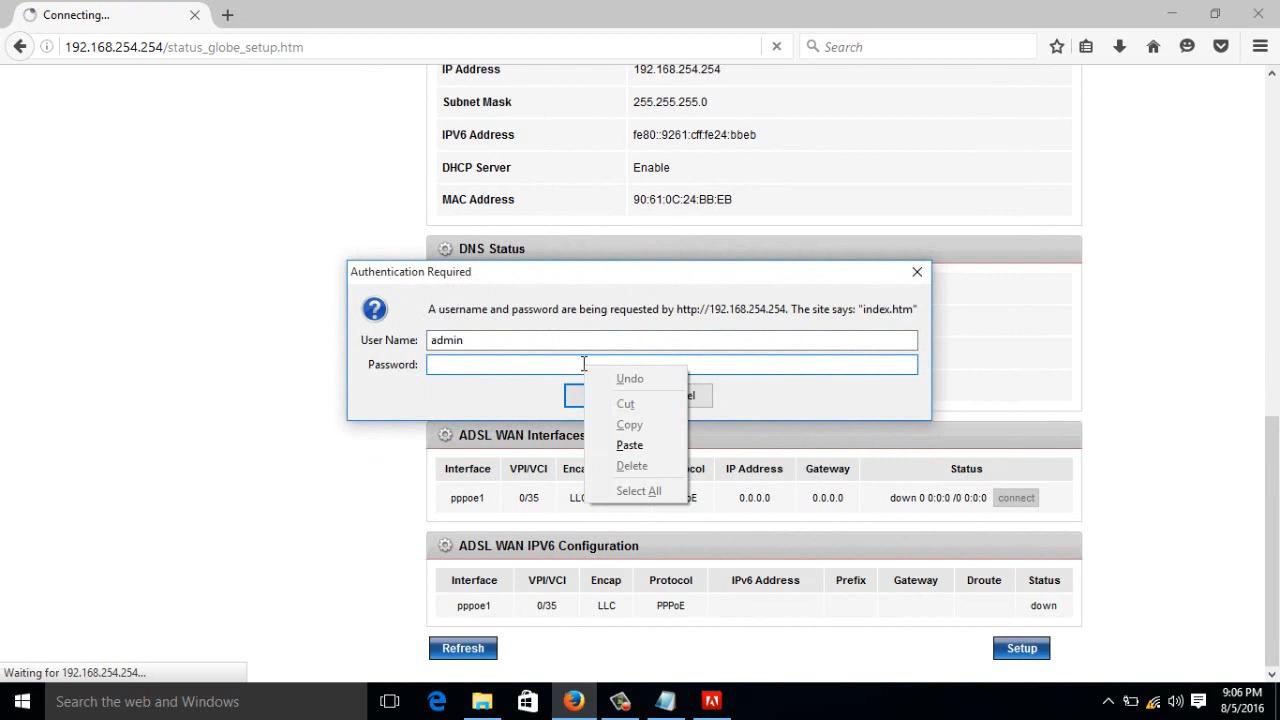 Connecting...
192.168.254.254/status_globe_setup.htm
Search
IP Address 192.168.254.254
Subnet Mask 255.255.255.0
IPV6 Address fe80::9261:cff:fe24:bbeb
DHCP Server Enable
MAC Address 90:61:0C:24:BB:EB
DNS Status
Authentication Required
A username and password are being requested by http://192.168.254.254. The site says: "index.htm"
User Name: admin
Password:
Undo
Cut
Copy
Paste
Delete
Select All
ADSL WAN Interfaces
Interface VPI/VCI IP Address Gateway Status
pppoe1 0/35 0.0.0.0 0.0.0.0 down 0 0:0:0 /0 0:0:0 connect
ADSL WAN IPV6 Configuration
Interface VPI/VCI Encap Protocol IPv6 Address Prefix Gateway Droute Status
pppoe1 0/35 LLC PPPoE down
Refresh Setup
Waiting for 192.168.254.254...
Search the web and Windows
9:06 PM
8/5/2016